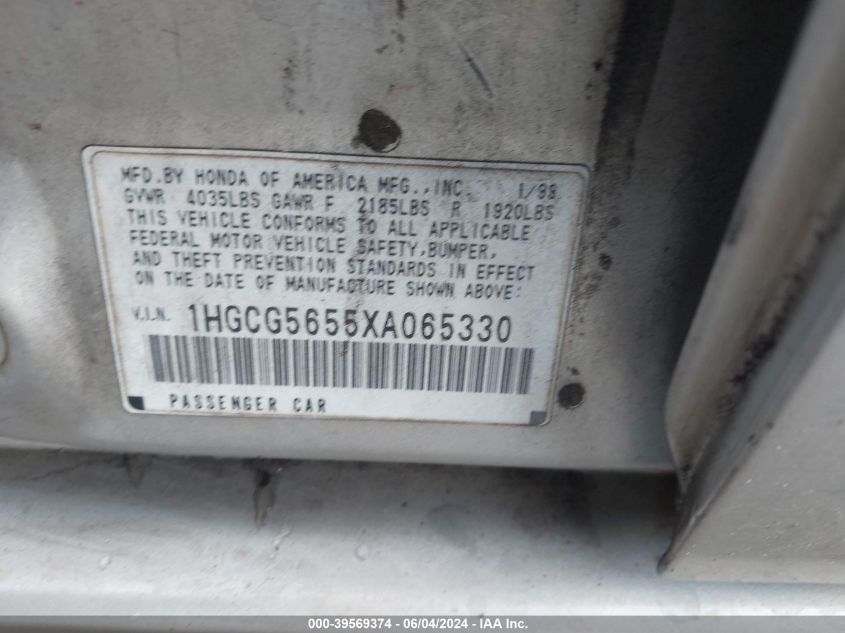 MFD.BY HONDA OF AMERICA MFG.,INC. 1/99
GVWR 4035LBS GAWR F 2185LBS R 1920LBS
THIS VEHICLE CONFORMS TO ALL APPLICABLE
FEDERAL MOTOR VEHICLE SAFETY,BUMPER,
AND THEFT PREVENTION STANDARDS IN EFFECT
ON THE DATE OF MANUFACTURE SHOWN ABOVE:
V.I.N. 1HGCG5655XA065330
PASSENGER CAR
000-39569374 - 06/04/2024 - IAA Inc.